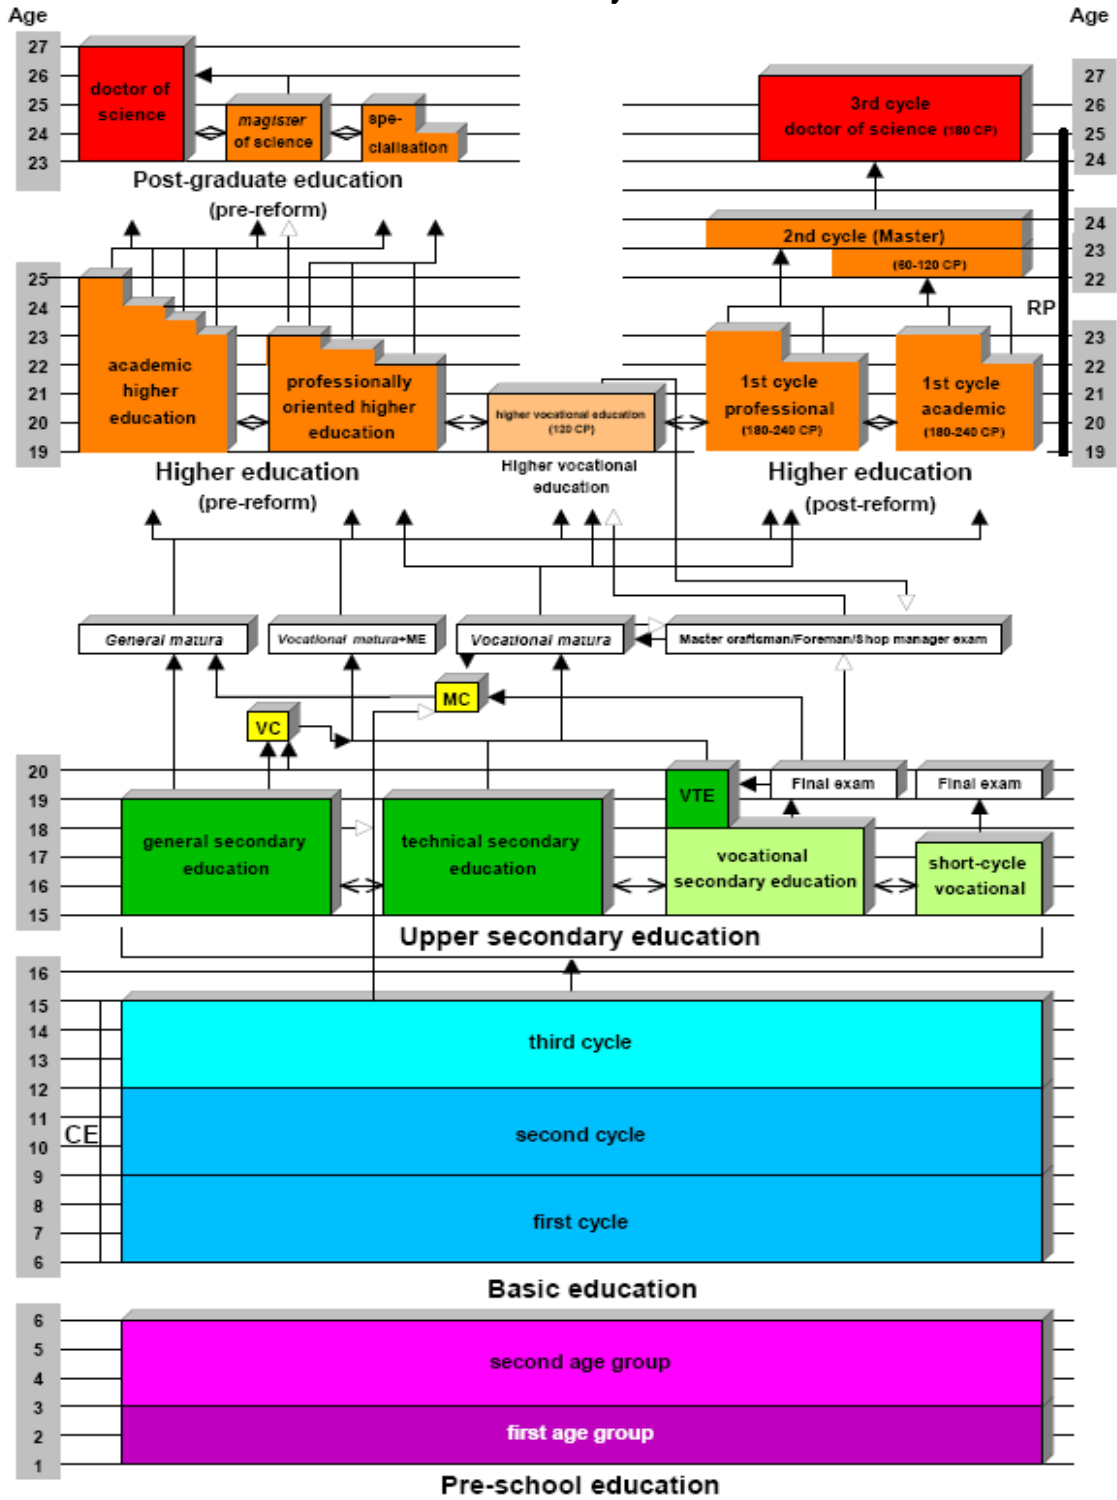 Age
Age
27
26
25
24
23
doctor of
science
magister
of science
spe-
cialisation
Post-graduate education
(pre-reform)
27
26
25
24
3rd cycle
doctor of science (180 CP)
24
23
22
2nd cycle (Master)
(60-120 CP)
RP
25
24
23
22
21
20
19
academic
higher
education
professionally
oriented higher
education
higher vocational education
(120 CP)
1st cycle
professional
(180-240 CP)
1st cycle
academic
(180-240 CP)
23
22
21
20
19
Higher education
(pre-reform)
Higher vocational
education
Higher education
(post-reform)
General matura
Vocational matura+ME
Vocational matura
Master craftsman/Foreman/Shop manager exam
MC
VC
20
19
18
17
16
15
general secondary
education
technical secondary
education
VTE
Final exam
Final exam
vocational
secondary education
short-cycle
vocational
Upper secondary education
16
15
14
13
12
11
10
9
8
7
6
CE
third cycle
second cycle
first cycle
Basic education
6
5
4
3
2
1
second age group
first age group
Pre-school education